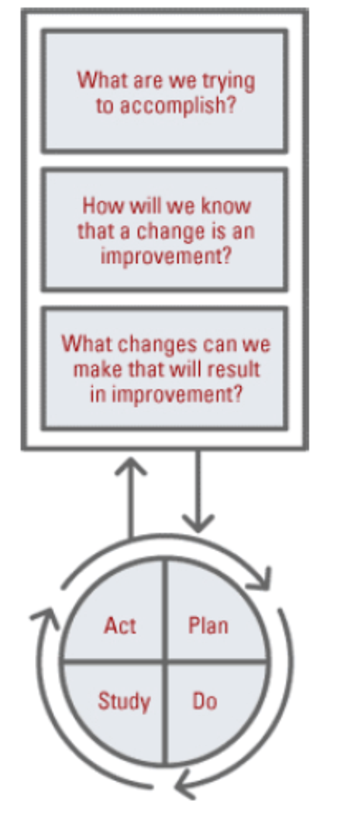 What are we trying
to accomplish?
How will we know
that a change is an
improvement?
What changes can we
make that will result
in improvement?
Act
Plan
Study
Do